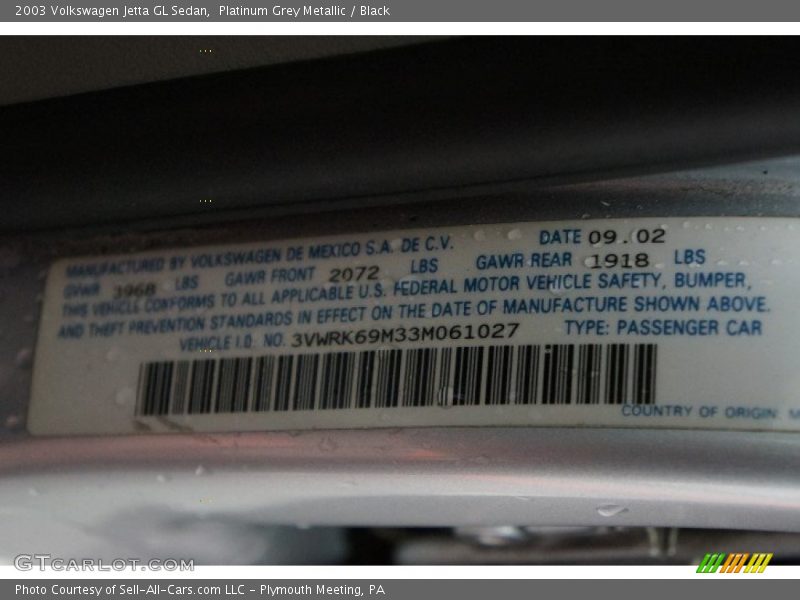 2003 Volkswagen Jetta GL Sedan, Platinum Grey Metallic / Black
MANUFACTURED BY VOLKSWAGEN DE MEXICO S.A. DE C.V. DATE 09.02
GVWR 3968 LBS GAWR FRONT 2072 LBS GAWR REAR 1918 LBS
THIS VEHICLE CONFORMS TO ALL APPLICABLE U.S. FEDERAL MOTOR VEHICLE SAFETY, BUMPER,
AND THEFT PREVENTION STANDARDS IN EFFECT ON THE DATE OF MANUFACTURE SHOWN ABOVE.
VEHICLE I.D. NO. 3VWRK69M33M061027 TYPE: PASSENGER CAR
COUNTRY OF ORIGIN: M
GTcarlot.com
Photo Courtesy of Sell-All-Cars.com LLC - Plymouth Meeting, PA